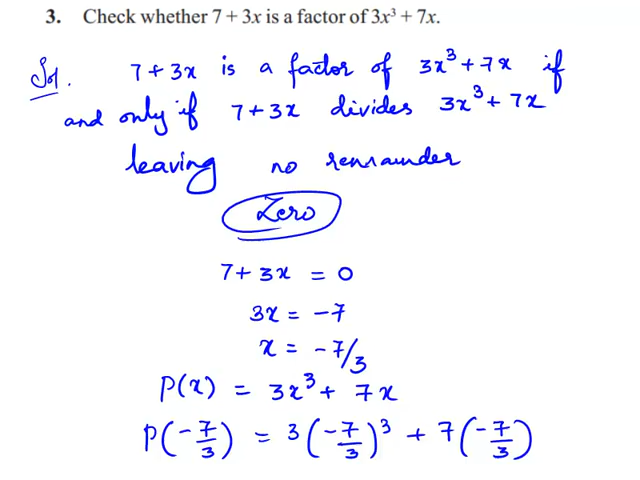 3. Check whether 7 + 3x is a factor of 3x³ + 7x.
Sol. 7 + 3x is a factor of 3x³ + 7x if
and only if 7 + 3x divides 3x³ + 7x
leaving no remainder
Zero
7 + 3x = 0
3x = -7
x = -7/3
P(x) = 3x³ + 7x
P(-7/3) = 3(-7/3)³ + 7(-7/3)